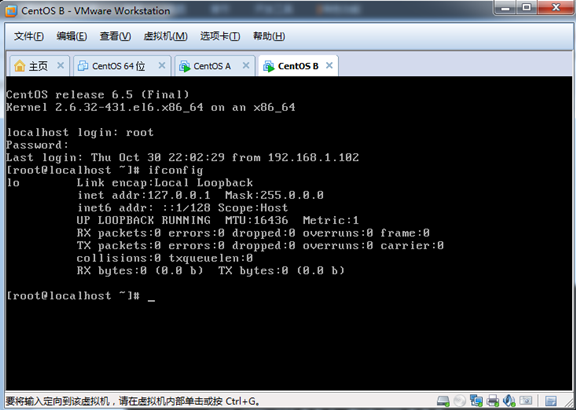 CentOS B - VMware Workstation
文件(F) 编辑(E) 查看(V) 虚拟机(M) 选项卡(T) 帮助(H)
主页 CentOS 64 位 CentOS A CentOS B
CentOS release 6.5 (Final)
Kernel 2.6.32-431.el6.x86_64 on an x86_64
localhost login: root
Password:
Last login: Thu Oct 30 22:02:29 from 192.168.1.102
[root@localhost ~]# ifconfig
lo Link encap:Local Loopback
inet addr:127.0.0.1 Mask:255.0.0.0
inet6 addr: ::1/128 Scope:Host
UP LOOPBACK RUNNING MTU:16436 Metric:1
RX packets:0 errors:0 dropped:0 overruns:0 frame:0
TX packets:0 errors:0 dropped:0 overruns:0 carrier:0
collisions:0 txqueuelen:0
RX bytes:0 (0.0 b) TX bytes:0 (0.0 b)
[root@localhost ~]# _
要将输入定向到该虚拟机，请在虚拟机内部单击或按 Ctrl+G。